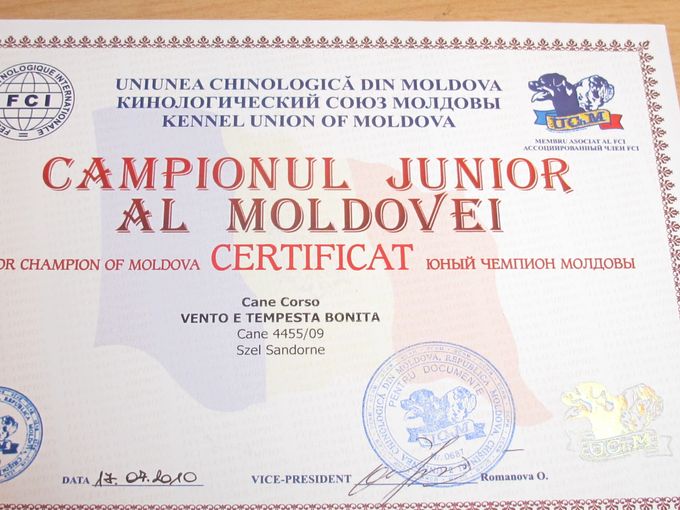 UNIUNEA CHINOLOGICĂ DIN MOLDOVA
КИНОЛОГИЧЕСКИЙ СОЮЗ МОЛДОВЫ
KENNEL UNION OF MOLDOVA
FCI
UChM
MEMBRU ASOCIAT AL FCI
АССОЦИИРОВАННЫЙ ЧЛЕН FCI
CAMPIONUL JUNIOR
AL MOLDOVEI
OR CHAMPION OF MOLDOVA CERTIFICAT ЮНЫЙ ЧЕМПИОН МОЛДОВЫ
Cane Corso
VENTO E TEMPESTA BONITA
Cane 4455/09
Szel Sandorne
PENTRU DOCUMENTE
UChM
DATA 17.07.2010 VICE-PRESIDENT Romanova O.